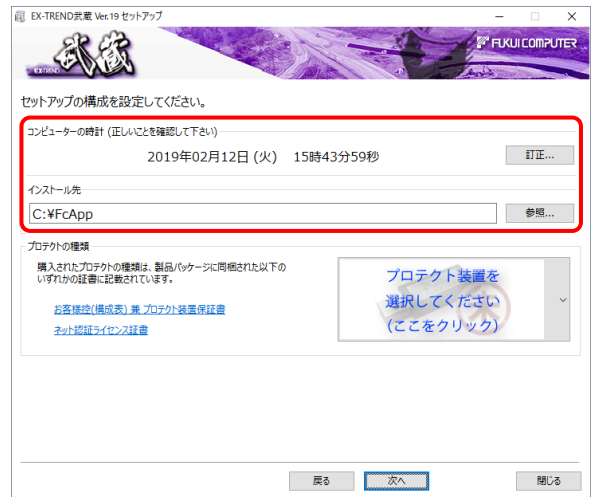 EX-TREND武蔵 Ver.19 セットアップ
武蔵
EX-TREND
FUKUI COMPUTER
セットアップの構成を設定してください。
コンピューターの時計 (正しいことを確認して下さい)
2019年02月12日 (火) 15時43分59秒
訂正...
インストール先
C:¥FcApp
参照...
プロテクトの種類
購入されたプロテクトの種類は、製品パッケージに同梱された以下の
いずれかの証書に記載されています。
プロテクト装置を
選択してください
(ここをクリック)
お客様控(構成表) 兼 プロテクト装置保証書
ネット認証ライセンス証書
戻る
次へ
閉じる